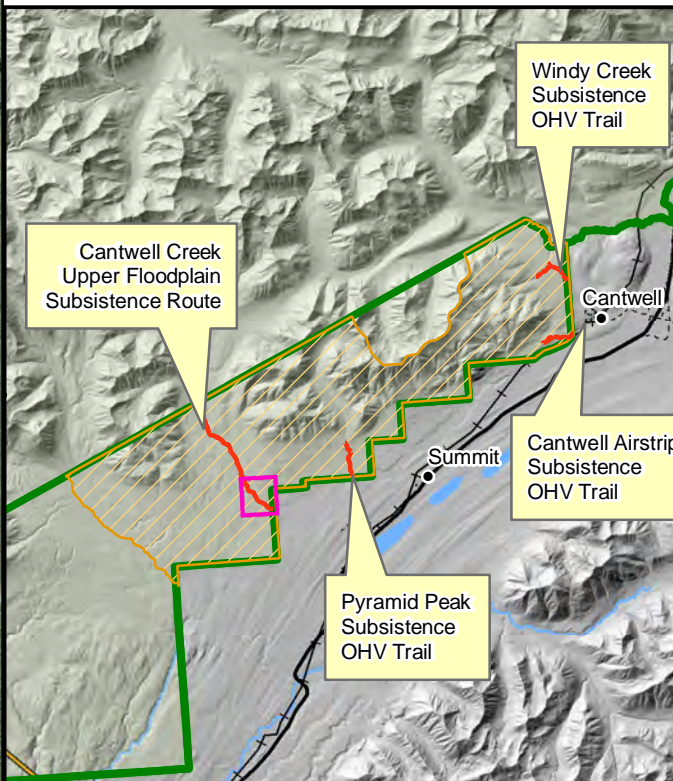 Windy Creek
Subsistence
OHV Trail
Cantwell Creek
Upper Floodplain
Subsistence Route
Cantwell
Summit
Cantwell Airstrip
Subsistence
OHV Trail
Pyramid Peak
Subsistence
OHV Trail